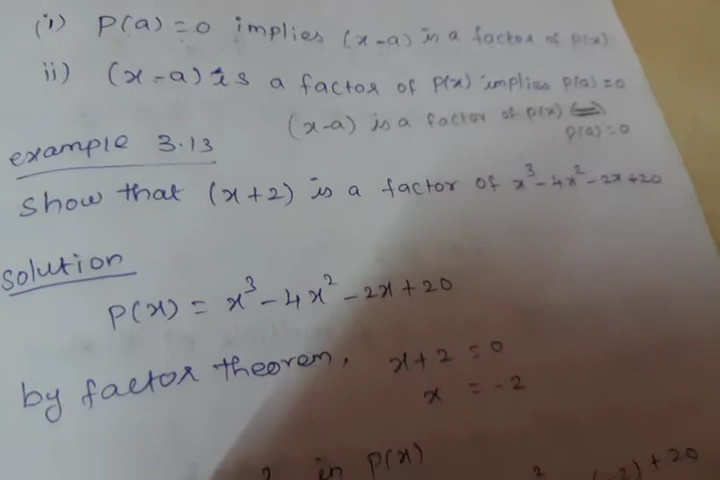 (i) P(a) = 0 implies (x-a) is a factor of P(x)
ii) (x-a) is a factor of P(x) implies P(a) = 0
(x-a) is a factor of P(x) ⟺
P(a) = 0
example 3.13
Show that (x+2) is a factor of x³-4x²-2x+20
solution
P(x) = x³-4x²-2x+20
by factor theorem, x+2 = 0
x = -2
in P(x)
+20